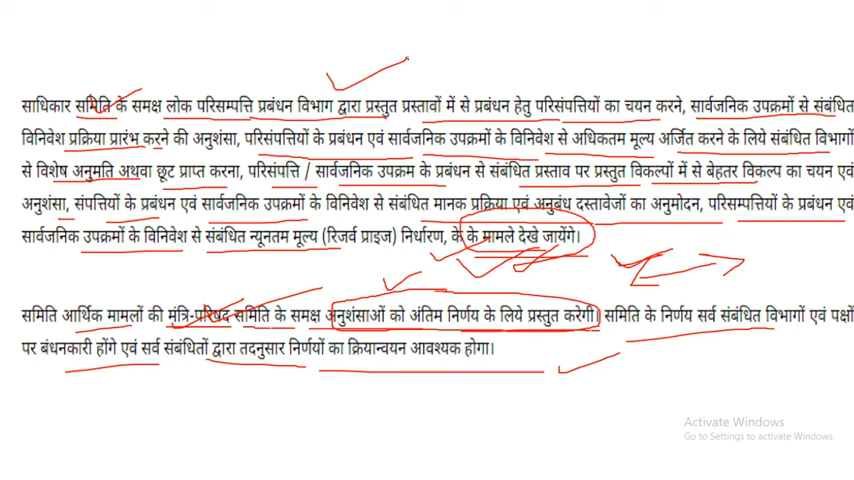 साधिकार समिति के समक्ष लोक परिसम्पत्ति प्रबंधन विभाग द्वारा प्रस्तुत प्रस्तावों में से प्रबंधन हेतु परिसंपत्तियों का चयन करने, सार्वजनिक उपक्रमों से संबंधित
विनिवेश प्रक्रिया प्रारंभ करने की अनुशंसा, परिसंपत्तियों के प्रबंधन एवं सार्वजनिक उपक्रमों के विनिवेश से अधिकतम मूल्य अर्जित करने के लिये संबंधित विभागों
से विशेष अनुमति अथवा छूट प्राप्त करना, परिसंपत्ति / सार्वजनिक उपक्रम के प्रबंधन से संबंधित प्रस्ताव पर प्रस्तुत विकल्पों में से बेहतर विकल्प का चयन एवं
अनुशंसा, संपत्तियों के प्रबंधन एवं सार्वजनिक उपक्रमों के विनिवेश से संबंधित मानक प्रक्रिया एवं अनुबंध दस्तावेजों का अनुमोदन, परिसम्पत्तियों के प्रबंधन एवं
सार्वजनिक उपक्रमों के विनिवेश से संबंधित न्यूनतम मूल्य (रिजर्व प्राइज) निर्धारण, के के मामले देखे जायेंगे।
समिति आर्थिक मामलों की मंत्रि-परिषद समिति के समक्ष अनुशंसाओं को अंतिम निर्णय के लिये प्रस्तुत करेगी। समिति के निर्णय सर्व संबंधित विभागों एवं पक्षों
पर बंधनकारी होंगे एवं सर्व संबंधितों द्वारा तदनुसार निर्णयों का क्रियान्वयन आवश्यक होगा।
Activate Windows
Go to Settings to activate Windows.